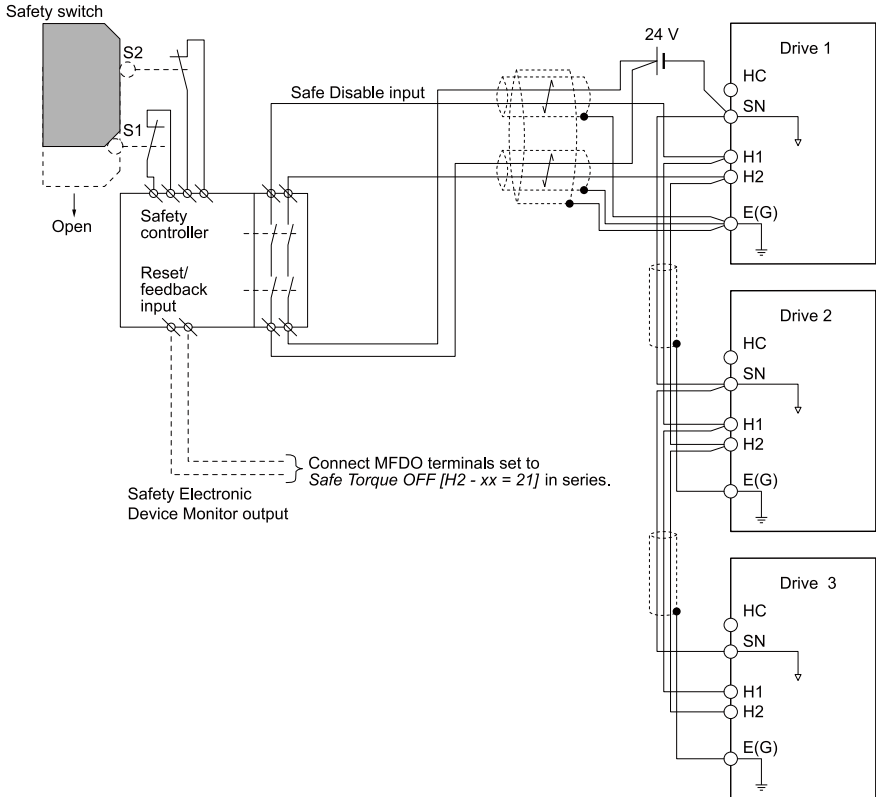 Safety switch
S2
S1
Open
Safety
controller
Reset/
feedback
input
Safe Disable input
24 V
Connect MFDO terminals set to
Safe Torque OFF [H2 - xx = 21] in series.
Safety Electronic
Device Monitor output
Drive 1
HC
SN
H1
H2
E(G)
Drive 2
HC
SN
H1
H2
E(G)
Drive 3
HC
SN
H1
H2
E(G)